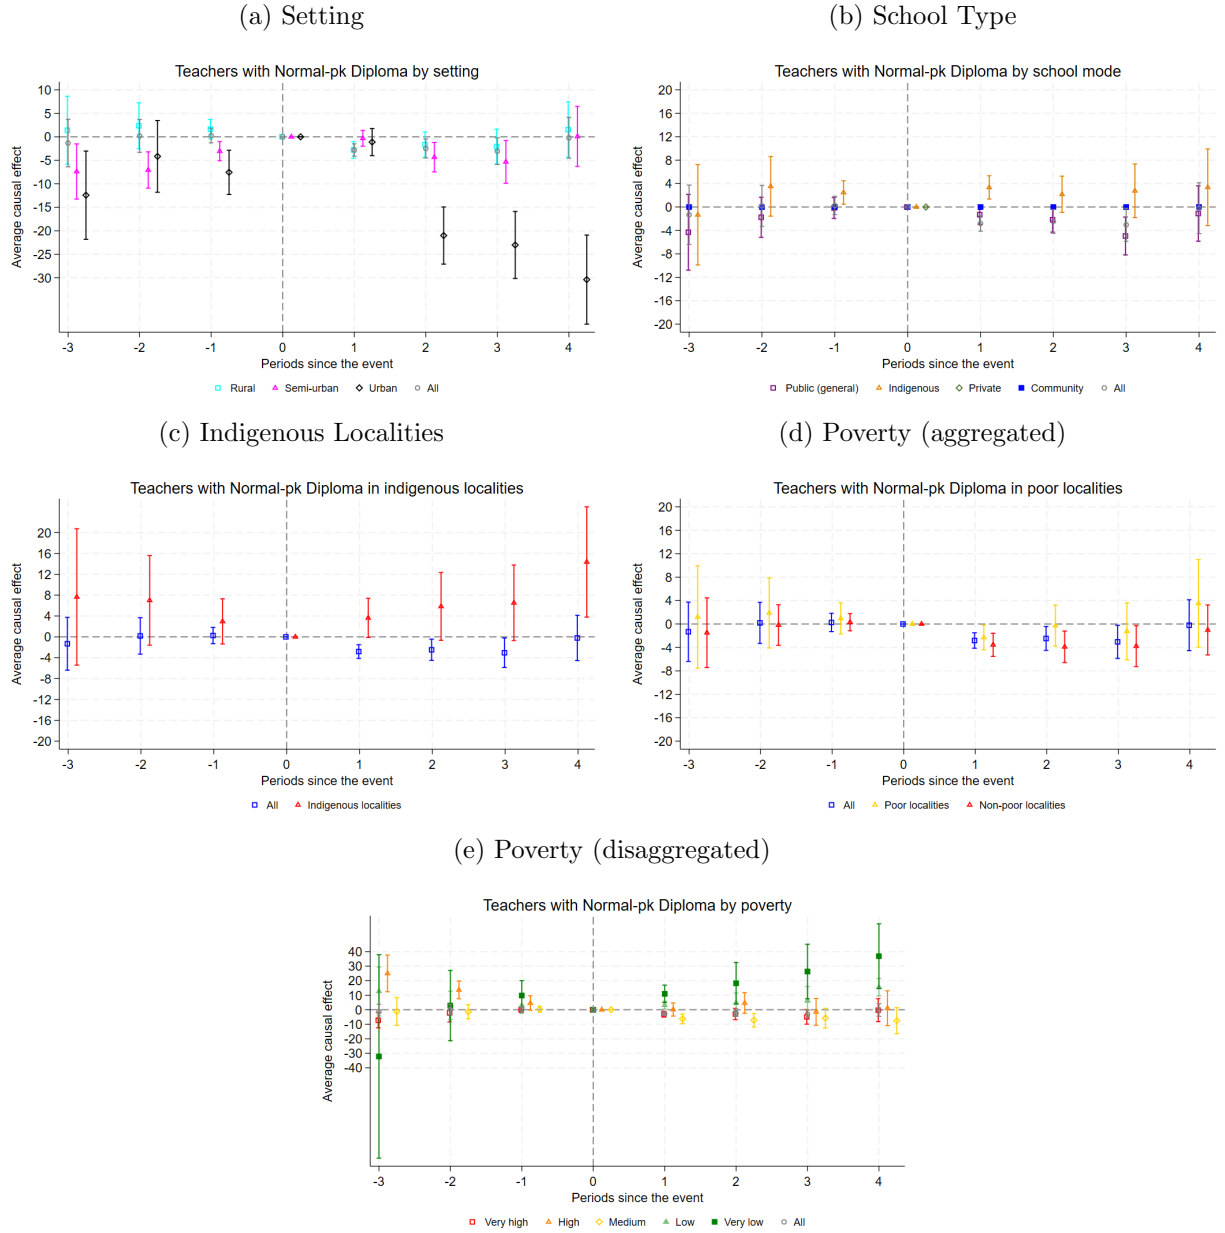 (a) Setting
Teachers with Normal-pk Diploma by setting
Average causal effect
10
5
0
-5
-10
-15
-20
-25
-30
-3 -2 -1 0 1 2 3 4
Periods since the event
Rural Semi-urban Urban All
(b) School Type
Teachers with Normal-pk Diploma by school mode
Average causal effect
20
16
12
8
4
0
-4
-8
-12
-16
-20
-3 -2 -1 0 1 2 3 4
Periods since the event
Public (general) Indigenous Private Community All
(c) Indigenous Localities
Teachers with Normal-pk Diploma in indigenous localities
Average causal effect
20
16
12
8
4
0
-4
-8
-12
-16
-20
-3 -2 -1 0 1 2 3 4
Periods since the event
All Indigenous localities
(d) Poverty (aggregated)
Teachers with Normal-pk Diploma in poor localities
Average causal effect
20
16
12
8
4
0
-4
-8
-12
-16
-20
-3 -2 -1 0 1 2 3 4
Periods since the event
All Poor localities Non-poor localities
(e) Poverty (disaggregated)
Teachers with Normal-pk Diploma by poverty
Average causal effect
40
30
20
10
0
-10
-20
-30
-40
-3 -2 -1 0 1 2 3 4
Periods since the event
Very high High Medium Low Very low All